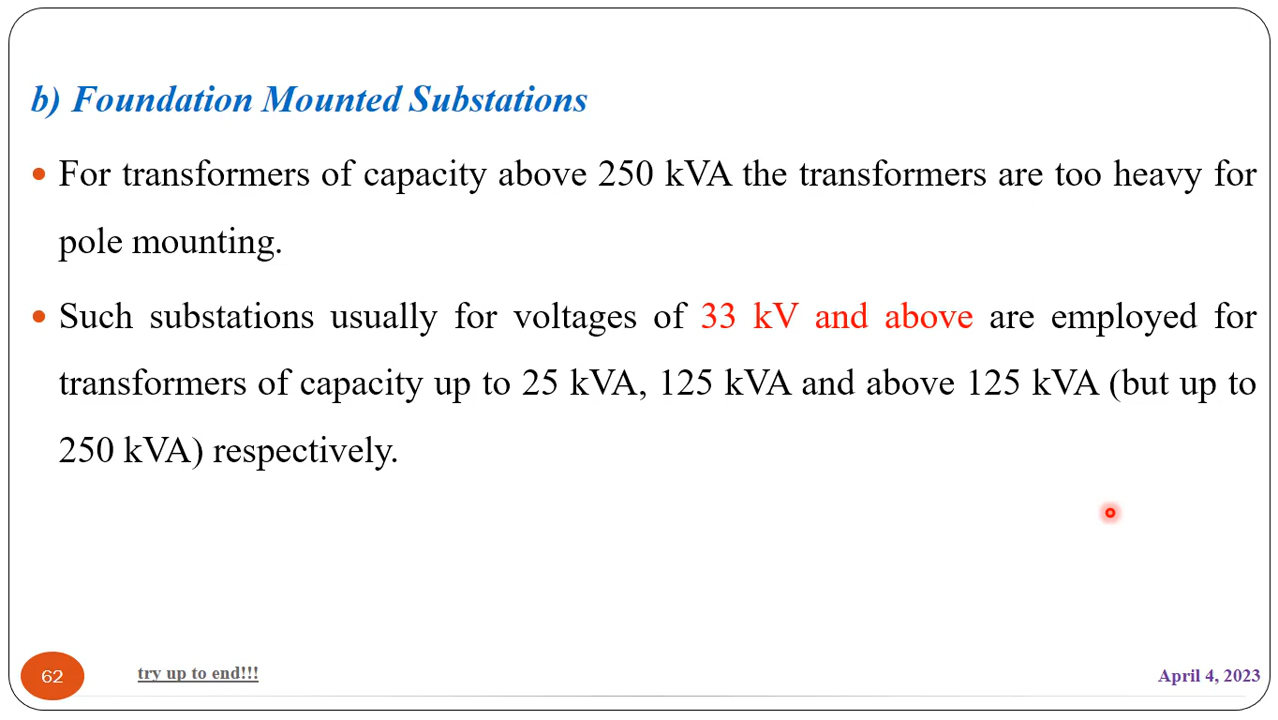 b) Foundation Mounted Substations
• For transformers of capacity above 250 kVA the transformers are too heavy for
pole mounting.
• Such substations usually for voltages of 33 kV and above are employed for
transformers of capacity up to 25 kVA, 125 kVA and above 125 kVA (but up to
250 kVA) respectively.
62
try up to end!!!
April 4, 2023